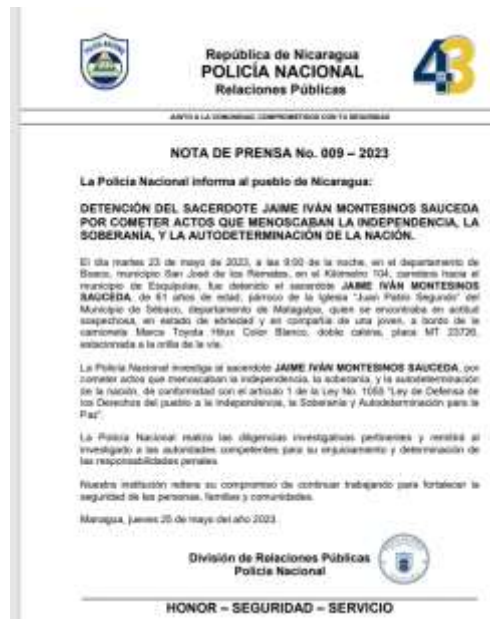 República de Nicaragua
POLICÍA NACIONAL
Relaciones Públicas
43
JUNTO A LA COMUNIDAD, COMPROMETIDOS CON TU SEGURIDAD
NOTA DE PRENSA No. 009 – 2023
La Policía Nacional informa al pueblo de Nicaragua:
DETENCIÓN DEL SACERDOTE JAIME IVÁN MONTESINOS SAUCEDA
POR COMETER ACTOS QUE MENOSCABAN LA INDEPENDENCIA, LA
SOBERANÍA, Y LA AUTODETERMINACIÓN DE LA NACIÓN.
El día martes 23 de mayo de 2023, a las 9:00 de la noche, en el departamento de
Boaco, municipio San José de los Remates, en el Kilómetro 104, carretera hacia el
municipio de Esquipulas, fue detenido el sacerdote JAIME IVÁN MONTESINOS
SAUCEDA, de 61 años de edad, párroco de la Iglesia "Juan Pablo Segundo" del
Municipio de Sébaco, departamento de Matagalpa, quien se encontraba en actitud
sospechosa, en estado de ebriedad y en compañía de una joven, a bordo de la
camioneta Marca Toyota Hilux Color Blanco, doble cabina, placa MT 23726,
estacionada a la orilla de la vía.
La Policía Nacional investiga al sacerdote JAIME IVÁN MONTESINOS SAUCEDA, por
cometer actos que menoscaban la independencia, la soberanía, y la autodeterminación
de la nación, de conformidad con el artículo 1 de la Ley No. 1055 "Ley de Defensa de
los Derechos del pueblo a la Independencia, la Soberanía y Autodeterminación para la
Paz".
La Policía Nacional realiza las diligencias investigativas pertinentes y remitirá al
investigado a las autoridades competentes para su enjuiciamiento y determinación de
las responsabilidades penales.
Nuestra institución reitera su compromiso de continuar trabajando para fortalecer la
seguridad de las personas, familias y comunidades.
Managua, jueves 25 de mayo del año 2023.
División de Relaciones Públicas
Policía Nacional
HONOR – SEGURIDAD – SERVICIO